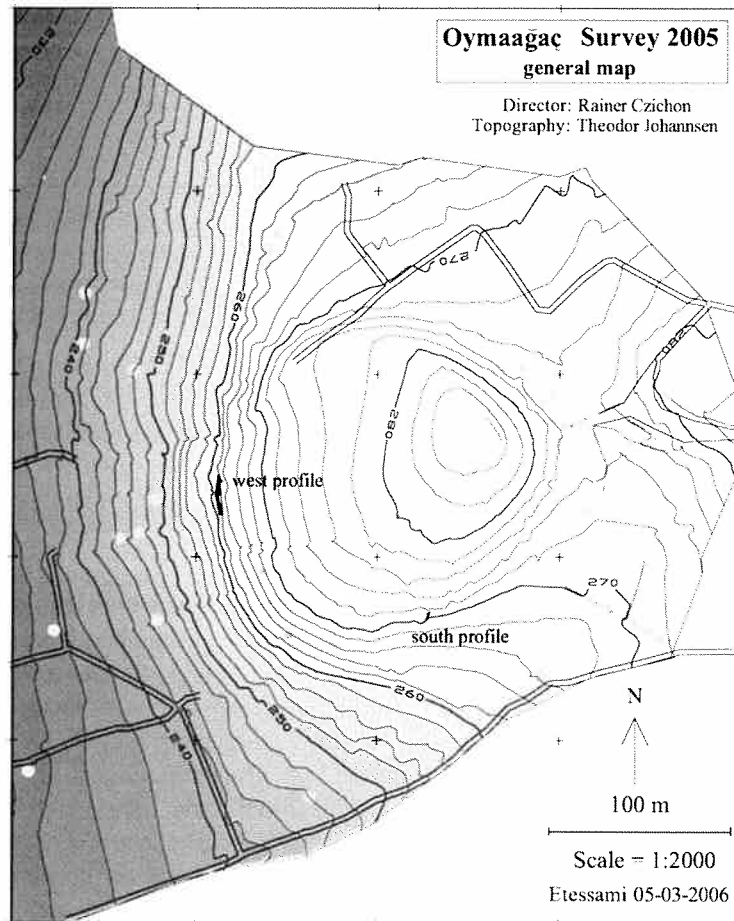 Oymaağaç Survey 2005
general map
Director: Rainer Czichon
Topography: Theodor Johannsen
230
270
260
280
240
250
280
west profile
270
south profile
260
250
240
N
100 m
Scale = 1:2000
Etessami 05-03-2006